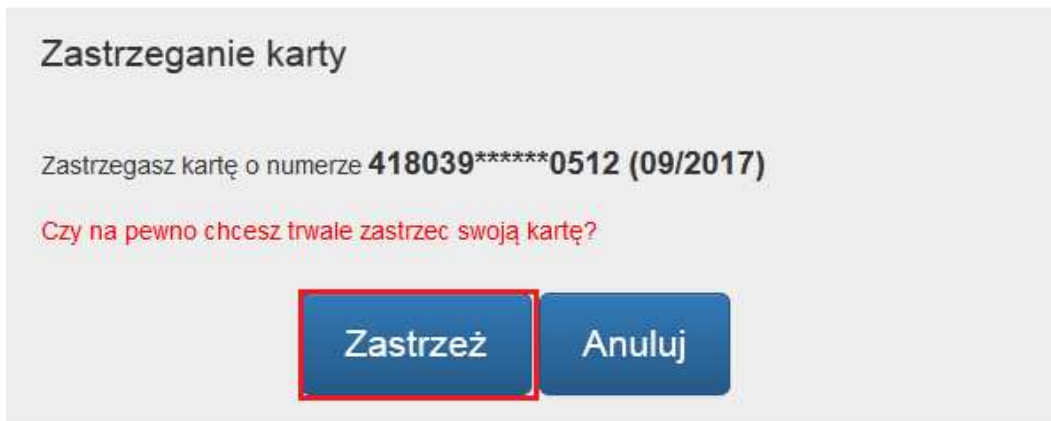 Zastrzeganie karty
Zastrzegasz kartę o numerze 418039******0512 (09/2017)
Czy na pewno chcesz trwale zastrzec swoją kartę?
Zastrzeż Anuluj